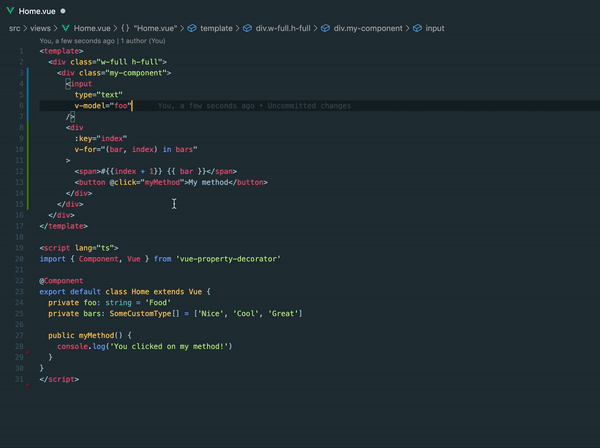 Home.vue
src > views > Home.vue > {} "Home.vue" > template > div.w-full.h-full > div.my-component > input
You, a few seconds ago | 1 author (You)
1 <template>
2 <div class="w-full h-full">
3 <div class="my-component">
4 <input
5 type="text"
6 v-model="foo" You, a few seconds ago • Uncommitted changes
7 />
8 <div
9 :key="index"
10 v-for="(bar, index) in bars"
11 >
12 <span>#{{index + 1}} {{ bar }}</span>
13 <button @click="myMethod">My method</button>
14 </div>
15 </div>
16 </div>
17 </template>
18
19 <script lang="ts">
20 import { Component, Vue } from 'vue-property-decorator'
21
22 @Component
23 export default class Home extends Vue {
24 private foo: string = 'Food'
25 private bars: SomeCustomType[] = ['Nice', 'Cool', 'Great']
26
27 public myMethod() {
28 console.log('You clicked on my method!')
29 }
30 }
31 </script>